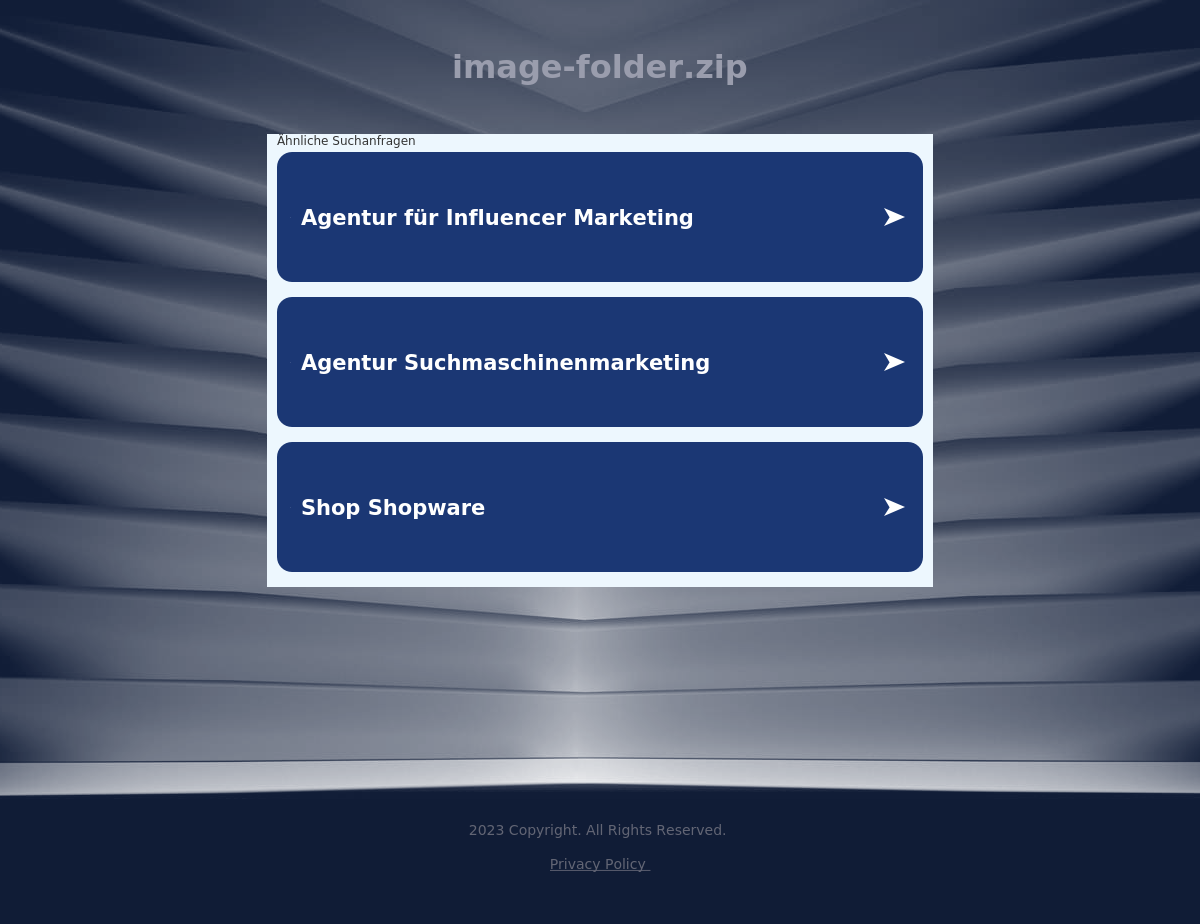 image-folder.zip
Ähnliche Suchanfragen
Agentur für Influencer Marketing
Agentur Suchmaschinenmarketing
Shop Shopware
2023 Copyright. All Rights Reserved.
Privacy Policy